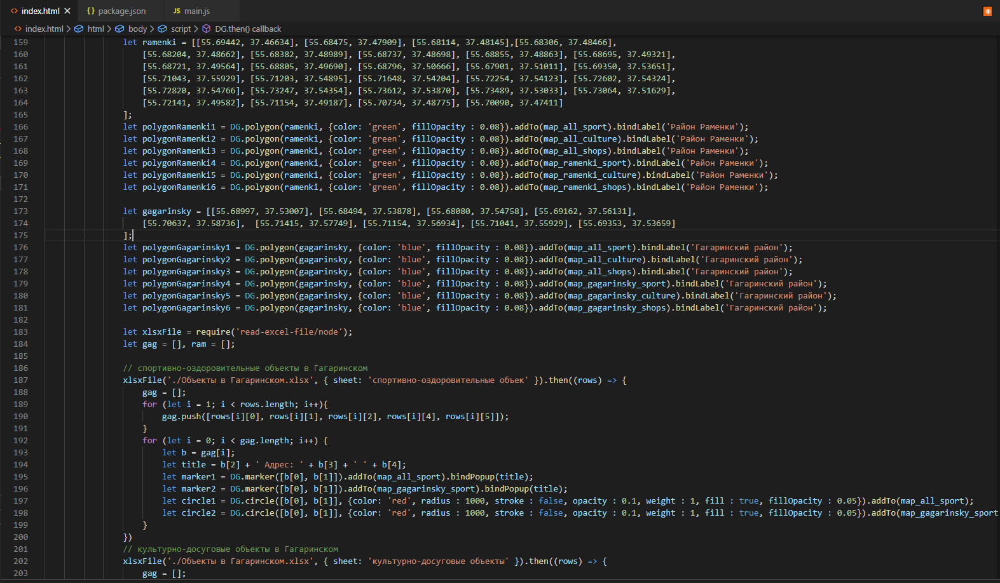 index.html
package.json
JS main.js
index.html > html > body > script > DG.then() callback
159 let ramenki = [[55.69442, 37.46634], [55.68475, 37.47909], [55.68114, 37.48145],[55.68306, 37.48466],
160 [55.68204, 37.48662], [55.68382, 37.48989], [55.68737, 37.48698], [55.68855, 37.48863], [55.68695, 37.49321],
161 [55.68721, 37.49564], [55.68805, 37.49690], [55.68796, 37.50666], [55.67901, 37.51011], [55.69350, 37.53651],
162 [55.71043, 37.55929], [55.71203, 37.54895], [55.71648, 37.54204], [55.72254, 37.54123], [55.72602, 37.54324],
163 [55.72820, 37.54766], [55.73247, 37.54354], [55.73612, 37.53870], [55.73489, 37.53033], [55.73064, 37.51629],
164 [55.72141, 37.49582], [55.71154, 37.49187], [55.70734, 37.48775], [55.70090, 37.47411]
165 ];
166 let polygonRamenki1 = DG.polygon(ramenki, {color: 'green', fillOpacity : 0.08}).addTo(map_all_sport).bindLabel('Район Раменки');
167 let polygonRamenki2 = DG.polygon(ramenki, {color: 'green', fillOpacity : 0.08}).addTo(map_all_culture).bindLabel('Район Раменки');
168 let polygonRamenki3 = DG.polygon(ramenki, {color: 'green', fillOpacity : 0.08}).addTo(map_all_shops).bindLabel('Район Раменки');
169 let polygonRamenki4 = DG.polygon(ramenki, {color: 'green', fillOpacity : 0.08}).addTo(map_ramenki_sport).bindLabel('Район Раменки');
170 let polygonRamenki5 = DG.polygon(ramenki, {color: 'green', fillOpacity : 0.08}).addTo(map_ramenki_culture).bindLabel('Район Раменки');
171 let polygonRamenki6 = DG.polygon(ramenki, {color: 'green', fillOpacity : 0.08}).addTo(map_ramenki_shops).bindLabel('Район Раменки');
172
173 let gagarinsky = [[55.68997, 37.53007], [55.68494, 37.53878], [55.68080, 37.54758], [55.69162, 37.56131],
174 [55.70637, 37.58736],  [55.71415, 37.57749], [55.71154, 37.56934], [55.71041, 37.55929], [55.69353, 37.53659]
175 ];
176 let polygonGagarinsky1 = DG.polygon(gagarinsky, {color: 'blue', fillOpacity : 0.08}).addTo(map_all_sport).bindLabel('Гагаринский район');
177 let polygonGagarinsky2 = DG.polygon(gagarinsky, {color: 'blue', fillOpacity : 0.08}).addTo(map_all_culture).bindLabel('Гагаринский район');
178 let polygonGagarinsky3 = DG.polygon(gagarinsky, {color: 'blue', fillOpacity : 0.08}).addTo(map_all_shops).bindLabel('Гагаринский район');
179 let polygonGagarinsky4 = DG.polygon(gagarinsky, {color: 'blue', fillOpacity : 0.08}).addTo(map_gagarinsky_sport).bindLabel('Гагаринский район');
180 let polygonGagarinsky5 = DG.polygon(gagarinsky, {color: 'blue', fillOpacity : 0.08}).addTo(map_gagarinsky_culture).bindLabel('Гагаринский район');
181 let polygonGagarinsky6 = DG.polygon(gagarinsky, {color: 'blue', fillOpacity : 0.08}).addTo(map_gagarinsky_shops).bindLabel('Гагаринский район');
182
183 let xlsxFile = require('read-excel-file/node');
184 let gag = [], ram = [];
185
186 // спортивно-оздоровительные объекты в Гагаринском
187 xlsxFile('./Объекты в Гагаринском.xlsx', { sheet: 'спортивно-оздоровительные объек' }).then((rows) => {
188 gag = [];
189 for (let i = 1; i < rows.length; i++){
190 gag.push([rows[i][0], rows[i][1], rows[i][2], rows[i][4], rows[i][5]]);
191 }
192 for (let i = 0; i < gag.length; i++) {
193 let b = gag[i];
194 let title = b[2] + ' Адрес: ' + b[3] + ' ' + b[4];
195 let marker1 = DG.marker([b[0], b[1]]).addTo(map_all_sport).bindPopup(title);
196 let marker2 = DG.marker([b[0], b[1]]).addTo(map_gagarinsky_sport).bindPopup(title);
197 let circle1 = DG.circle([b[0], b[1]], {color: 'red', radius : 1000, stroke : false, opacity : 0.1, weight : 1, fill : true, fillOpacity : 0.05}).addTo(map_all_sport);
198 let circle2 = DG.circle([b[0], b[1]], {color: 'red', radius : 1000, stroke : false, opacity : 0.1, weight : 1, fill : true, fillOpacity : 0.05}).addTo(map_gagarinsky_sport
199 }
200 })
201 // культурно-досуговые объекты в Гагаринском
202 xlsxFile('./Объекты в Гагаринском.xlsx', { sheet: 'культурно-досуговые объекты' }).then((rows) => {
203 gag = [];